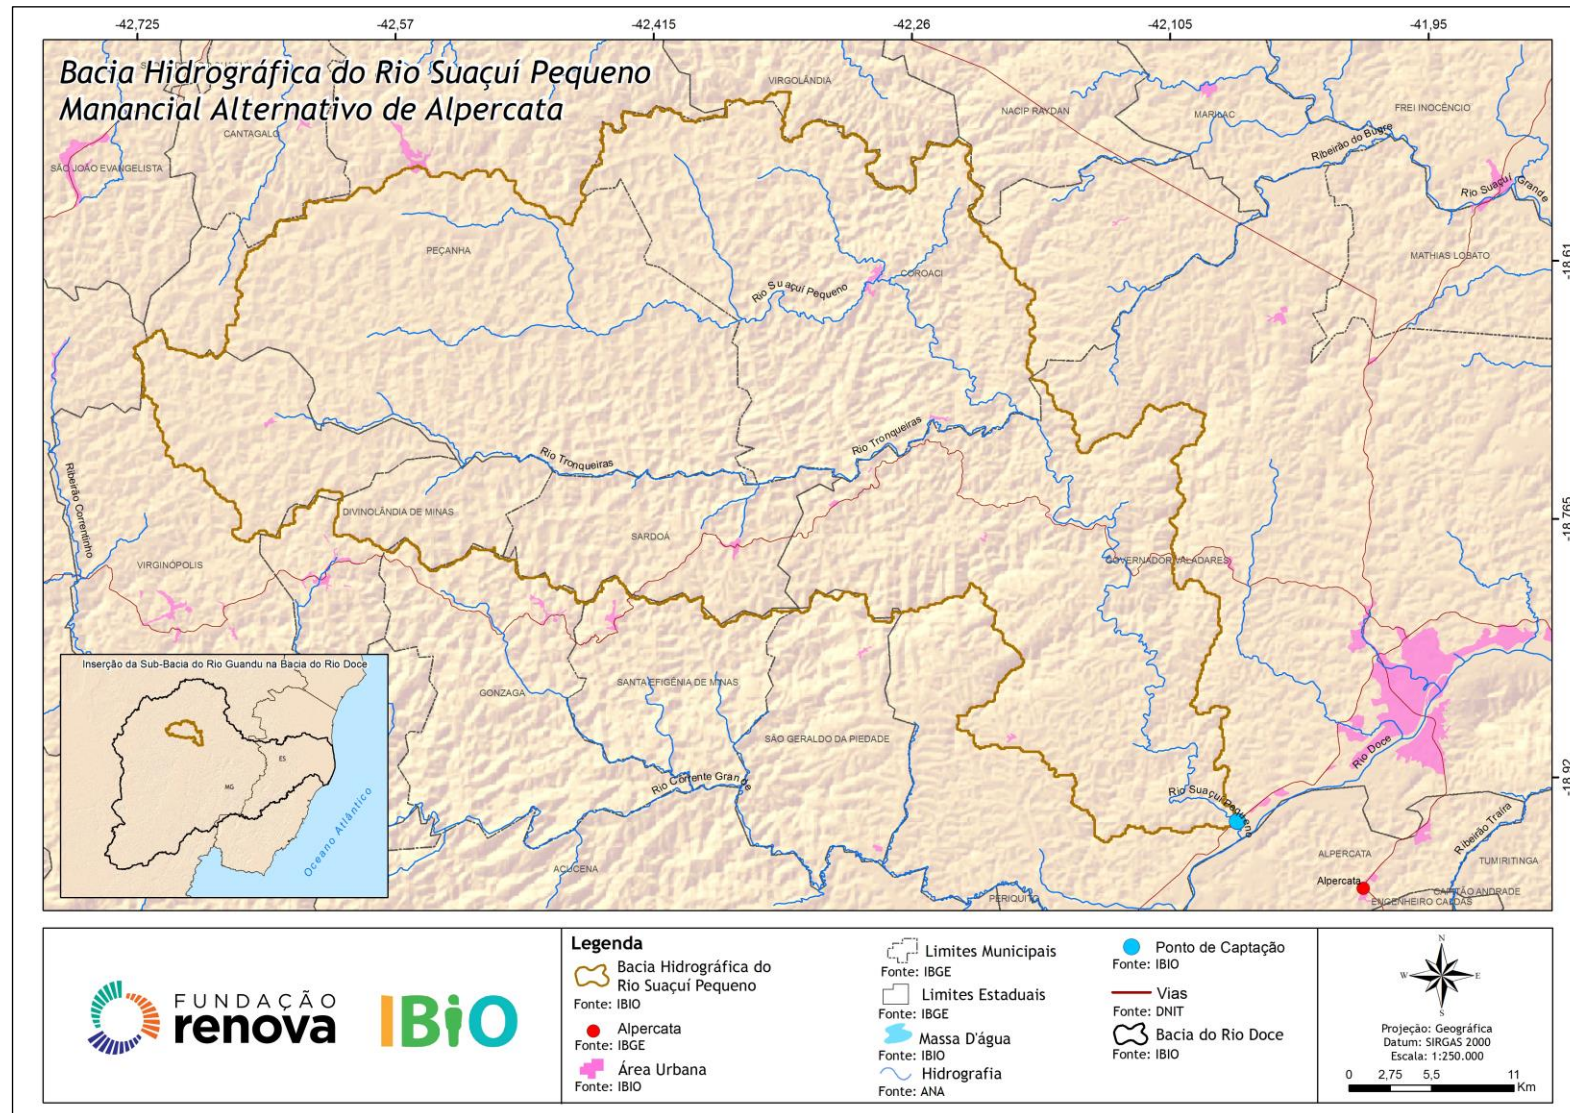 -42,725
-42,57
-42,415
-42,26
-42,105
-41,95
Bacia Hidrográfica do Rio Suaçuí Pequeno
Manancial Alternativo de Alpercata
VIRGOLÂNDIA
NACIP RAYDAN
MARILAC
FREI INOCÊNCIO
CANTAGALO
SÃO JOÃO EVANGELISTA
Ribeirão do Bugre
Rio Suaçuí Grande
PEÇANHA
COROACI
MATHIAS LOBATO
-18,61
Rio Suaçuí Pequeno
Rio Tronqueiras
Rio Tronqueiras
Ribeirão Correntinho
DIVINOLÂNDIA DE MINAS
SARDOÁ
-18,765
VIRGINÓPOLIS
GOVERNADOR VALADARES
Inserção da Sub-Bacia do Rio Guandu na Bacia do Rio Doce
GONZAGA
SANTA EFIGÊNIA DE MINAS
SÃO GERALDO DA PIEDADE
Rio Doce
ES
MG
Oceano Atlântico
Rio Corrente Grande
-18,92
Rio Suaçuí Pequeno
Ribeirão Traíra
ALPERCATA
TUMIRITINGA
AÇUCENA
Alpercata
PERIQUITO
CAPITÃO ANDRADE
ENGENHEIRO CALDAS
FUNDAÇÃO
renova
IBiO
Legenda
Bacia Hidrográfica do
Rio Suaçuí Pequeno
Fonte: IBIO
Alpercata
Fonte: IBGE
Área Urbana
Fonte: IBIO
Limites Municipais
Fonte: IBGE
Limites Estaduais
Fonte: IBGE
Massa D'água
Fonte: IBIO
Hidrografia
Fonte: ANA
Ponto de Captação
Fonte: IBIO
Vias
Fonte: DNIT
Bacia do Rio Doce
Fonte: IBIO
N
W
E
S
Projeção: Geográfica
Datum: SIRGAS 2000
Escala: 1:250.000
0 2,75 5,5 11
Km